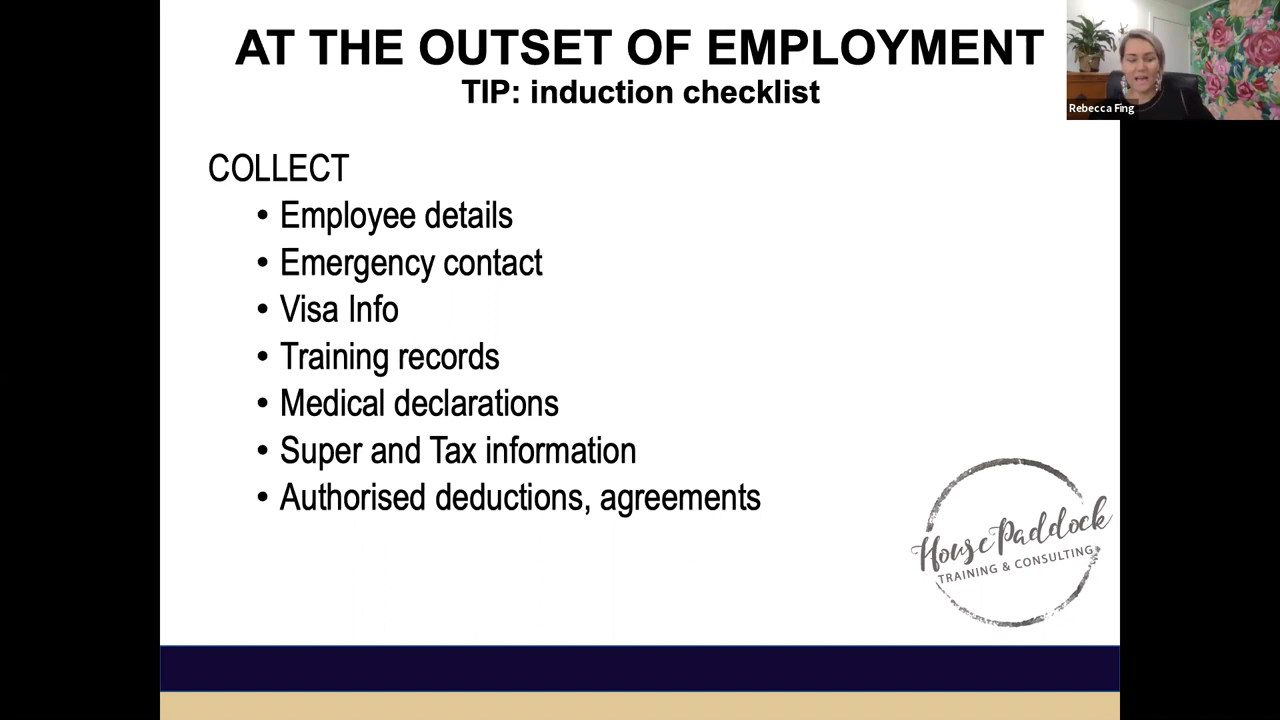 AT THE OUTSET OF EMPLOYMENT
TIP: induction checklist
Rebecca Fing
COLLECT
• Employee details
• Emergency contact
• Visa Info
• Training records
• Medical declarations
• Super and Tax information
• Authorised deductions, agreements
House Paddock
TRAINING & CONSULTING